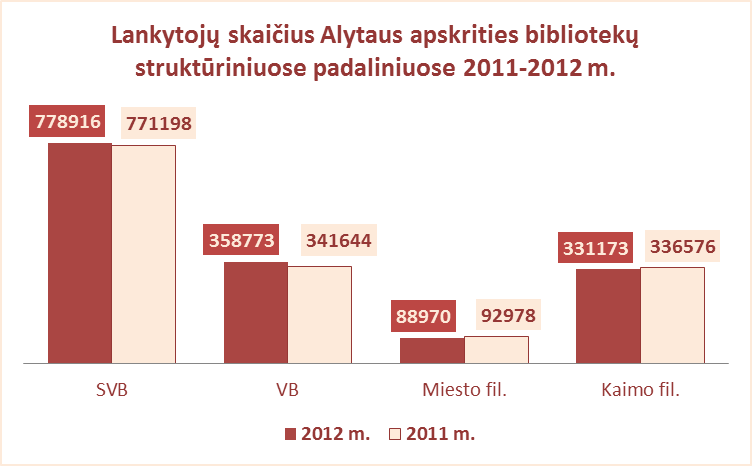 Lankytojų skaičius Alytaus apskrities bibliotekų
struktūriniuose padaliniuose 2011-2012 m.
778916 771198
358773 341644
88970 92978
331173 336576
SVB VB Miesto fil. Kaimo fil.
2012 m. 2011 m.